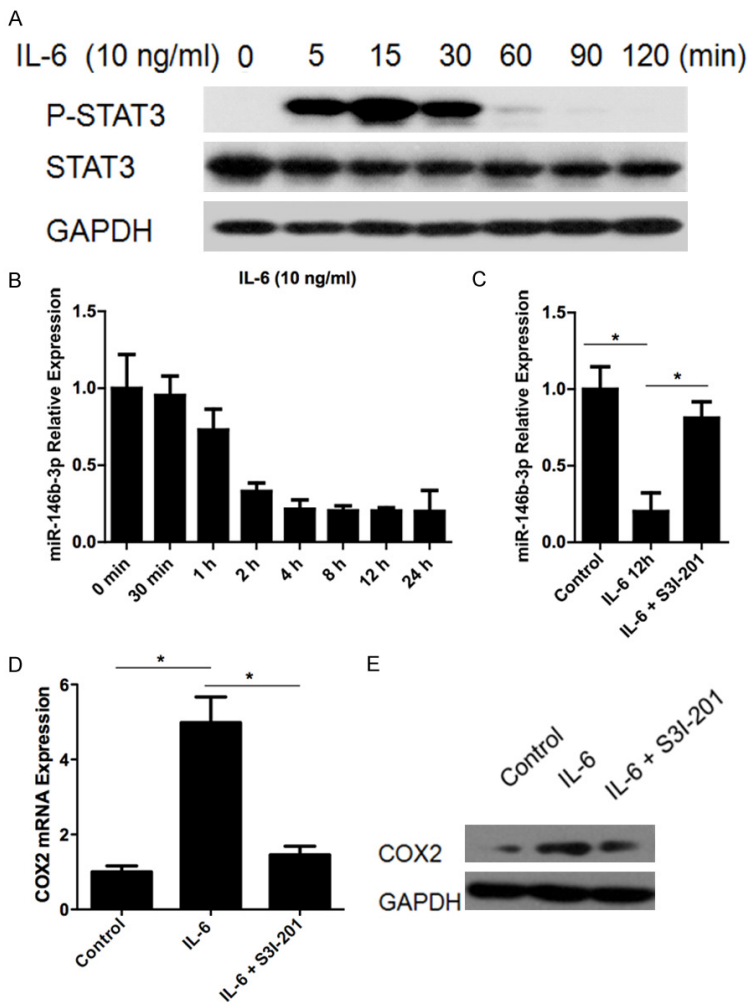 A
IL-6 (10 ng/ml) 0 5 15 30 60 90 120 (min)
P-STAT3
STAT3
GAPDH
B
IL-6 (10 ng/ml)
miR-146b-3p Relative Expression
1.5
1.0
0.5
0.0
0 min
30 min
1 h
2 h
4 h
8 h
12 h
24 h
C
miR-146b-3p Relative Expression
1.5
1.0
0.5
0.0
*
*
Control
IL-6 12h
IL-6 + S3I-201
D
COX2 mRNA Expression
6
4
2
0
*
*
Control
IL-6
IL-6 + S3I-201
E
Control
IL-6
IL-6 + S3I-201
COX2
GAPDH